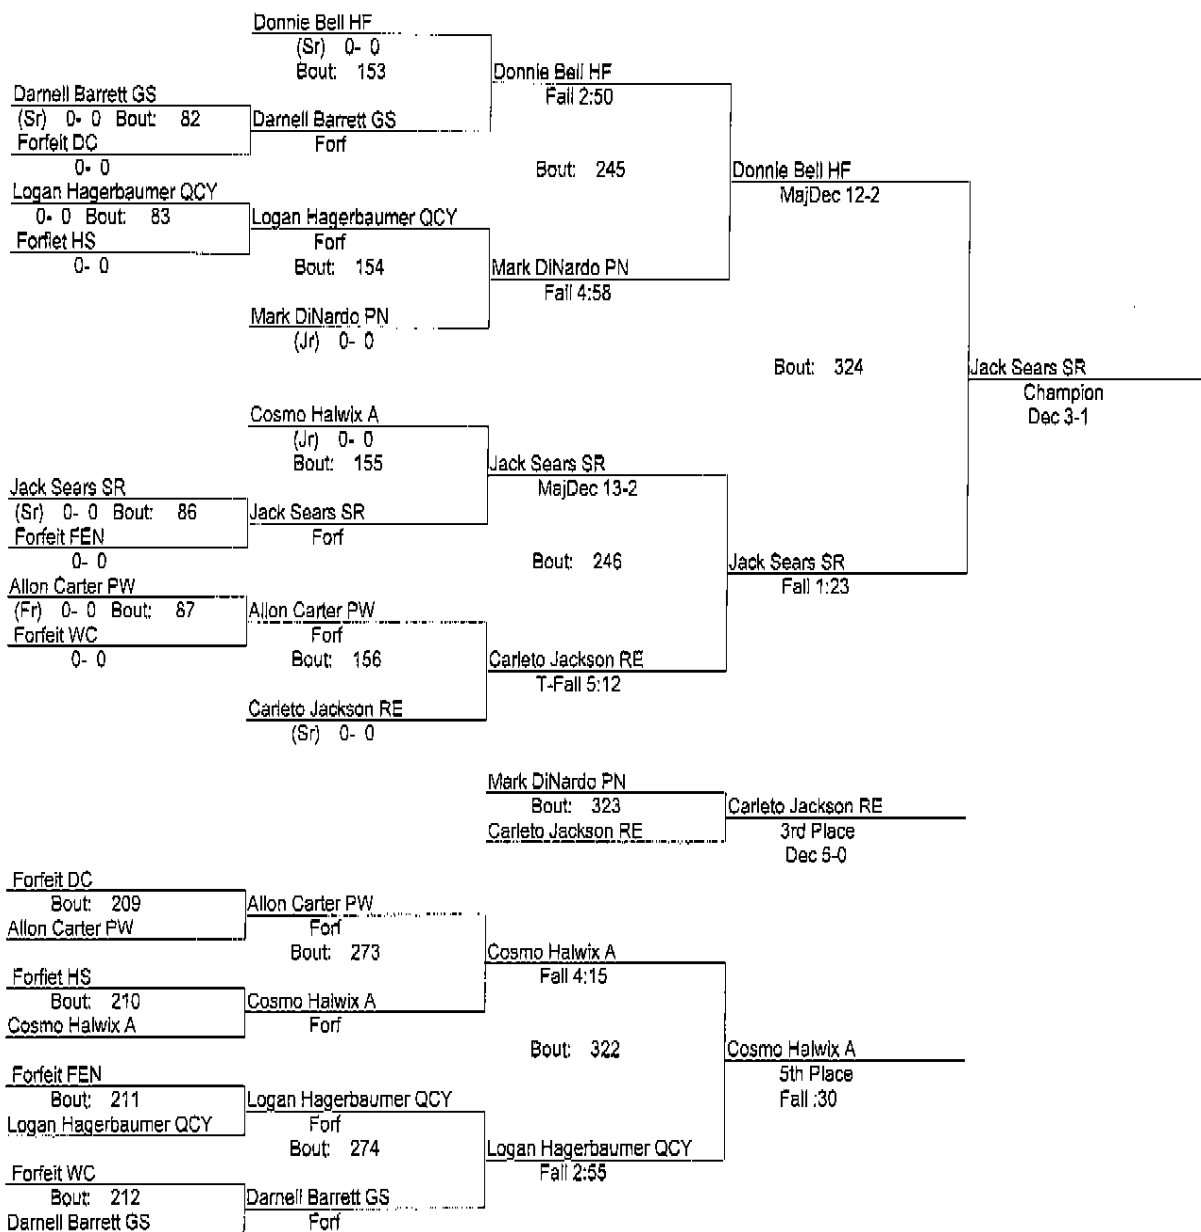 Donnie Bell HF
(Sr) 0- 0
Bout: 153
Donnie Bell HF
Fall 2:50
Darnell Barrett GS
(Sr) 0- 0 Bout: 82
Darnell Barrett GS
Forf
Forfeit DC
0- 0
Bout: 245
Donnie Bell HF
MajDec 12-2
Logan Hagerbaumer QCY
0- 0 Bout: 83
Logan Hagerbaumer QCY
Forf
Forfiet HS
0- 0
Bout: 154
Mark DiNardo PN
Fall 4:58
Mark DiNardo PN
(Jr) 0- 0
Bout: 324
Jack Sears SR
Champion
Dec 3-1
Cosmo Halwix A
(Jr) 0- 0
Bout: 155
Jack Sears SR
MajDec 13-2
Jack Sears SR
(Sr) 0- 0 Bout: 86
Jack Sears SR
Forf
Forfeit FEN
0- 0
Bout: 246
Jack Sears SR
Fall 1:23
Allon Carter PW
(Fr) 0- 0 Bout: 87
Allon Carter PW
Forf
Forfeit WC
0- 0
Bout: 156
Carleto Jackson RE
T-Fall 5:12
Carleto Jackson RE
(Sr) 0- 0
Mark DiNardo PN
Bout: 323
Carleto Jackson RE
Carleto Jackson RE
3rd Place
Dec 5-0
Forfeit DC
Bout: 209
Allon Carter PW
Allon Carter PW
Forf
Bout: 273
Cosmo Halwix A
Fall 4:15
Forfiet HS
Bout: 210
Cosmo Halwix A
Cosmo Halwix A
Forf
Bout: 322
Cosmo Halwix A
5th Place
Fall :30
Forfeit FEN
Bout: 211
Logan Hagerbaumer QCY
Logan Hagerbaumer QCY
Forf
Bout: 274
Logan Hagerbaumer QCY
Fall 2:55
Forfeit WC
Bout: 212
Darnell Barrett GS
Darnell Barrett GS
Forf